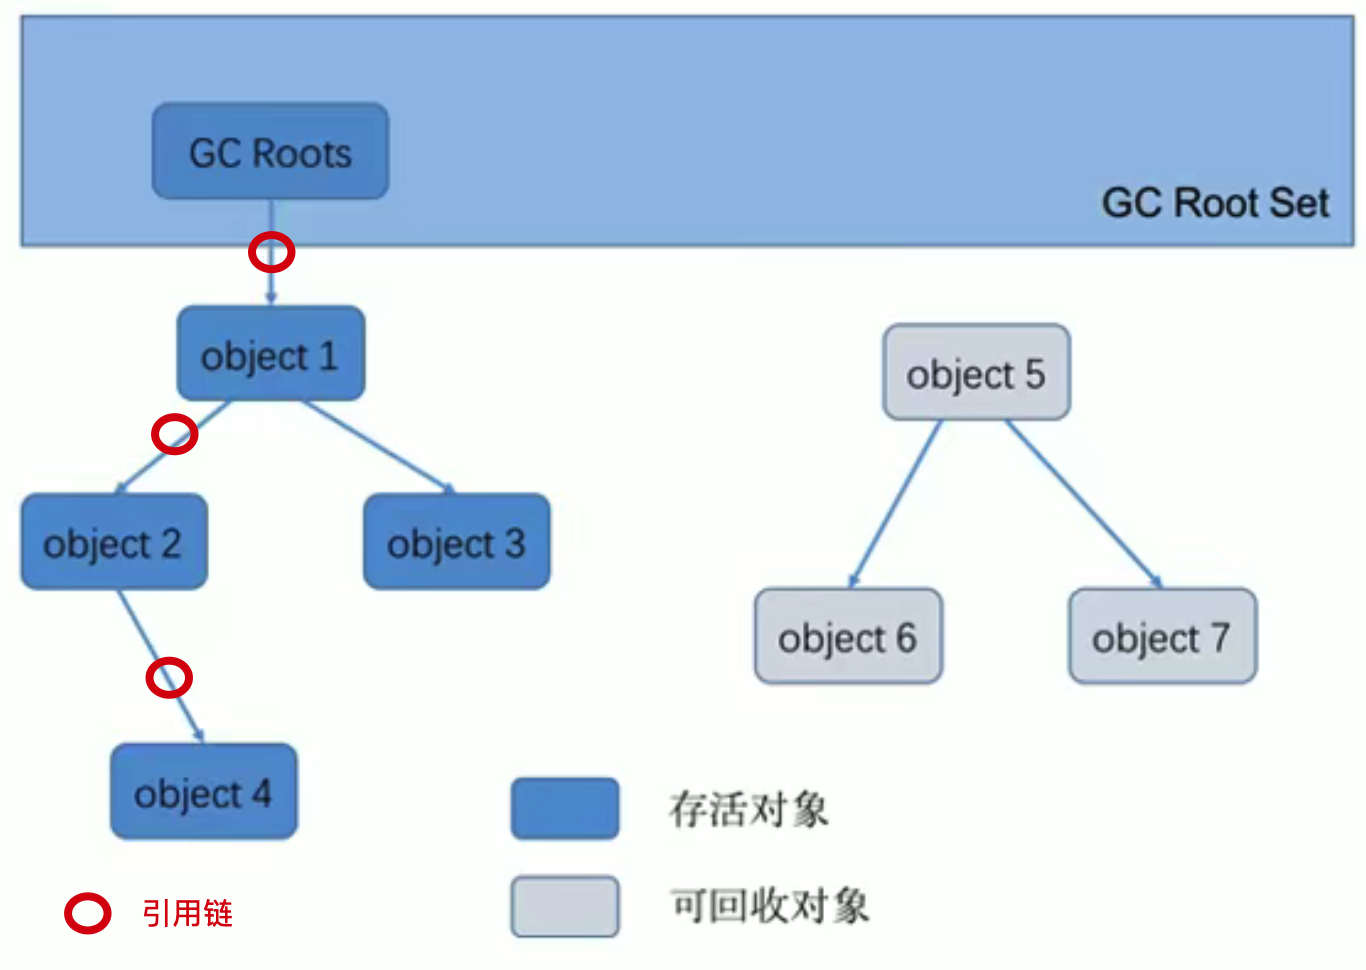 GC Roots
GC Root Set
object 1
object 5
object 2
object 3
object 6
object 7
object 4
存活对象
可回收对象
引用链